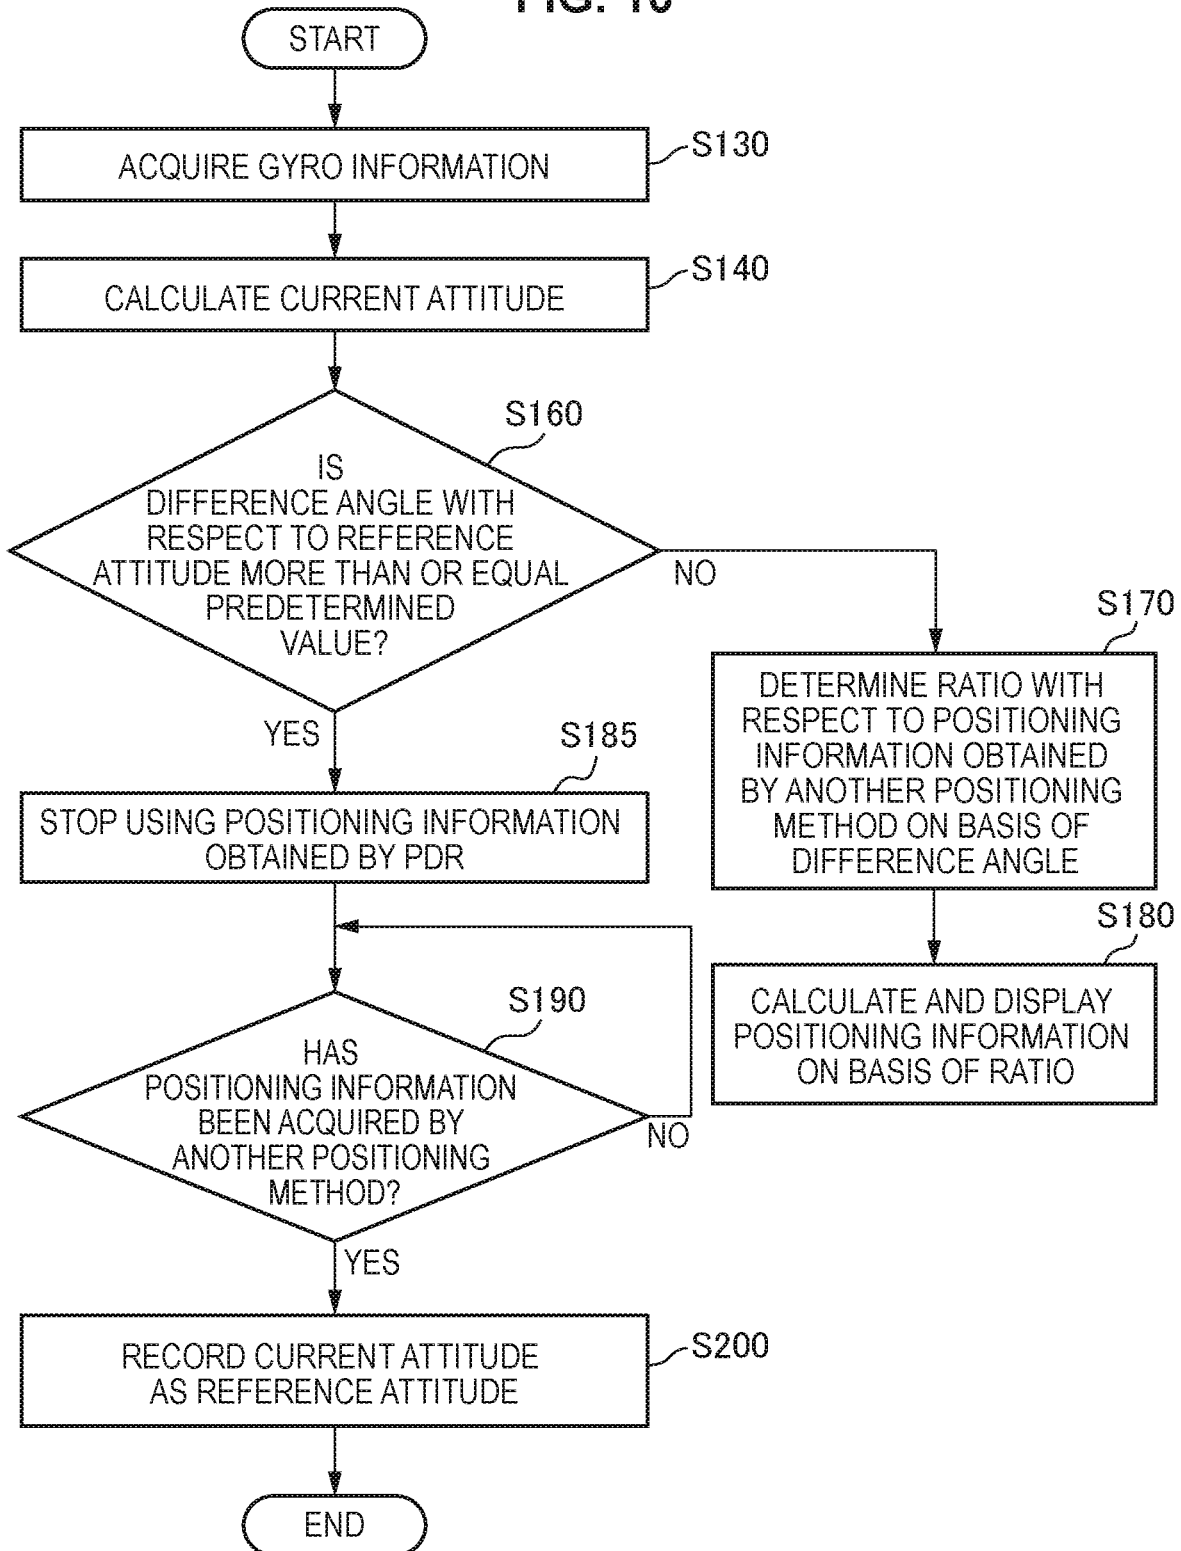 START
ACQUIRE GYRO INFORMATION
S130
CALCULATE CURRENT ATTITUDE
S140
S160
IS
DIFFERENCE ANGLE WITH
RESPECT TO REFERENCE
ATTITUDE MORE THAN OR EQUAL
PREDETERMINED
VALUE?
NO
YES
S170
DETERMINE RATIO WITH
RESPECT TO POSITIONING
INFORMATION OBTAINED
BY ANOTHER POSITIONING
METHOD ON BASIS OF
DIFFERENCE ANGLE
S180
CALCULATE AND DISPLAY
POSITIONING INFORMATION
ON BASIS OF RATIO
S185
STOP USING POSITIONING INFORMATION
OBTAINED BY PDR
S190
HAS
POSITIONING INFORMATION
BEEN ACQUIRED BY
ANOTHER POSITIONING
METHOD?
NO
YES
RECORD CURRENT ATTITUDE
AS REFERENCE ATTITUDE
S200
END